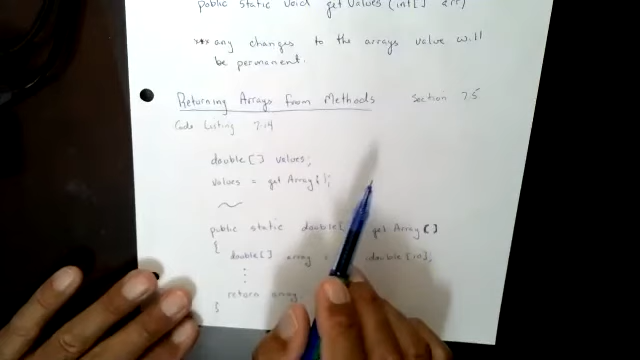 public static void getValues (int[] arr)
*** any changes to the arrays value will
be permanent.
Returning Arrays from Methods Section 7.5
Code Listing 7.14
double[] values;
values = getArray();
public static double[ getArray()
{
double[] array = double[10];
⋮
return array
}